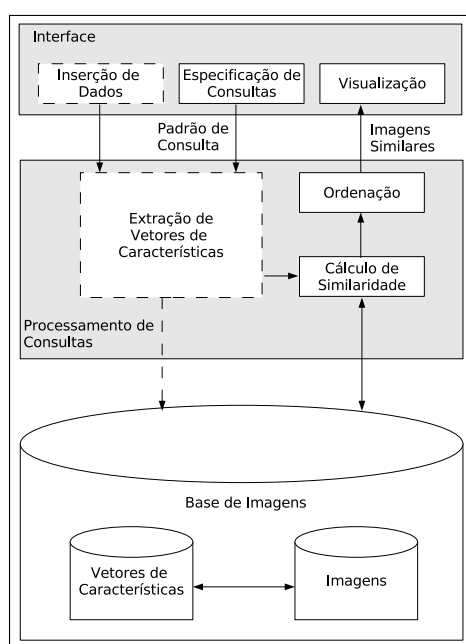 Interface
Inserção de
Dados
Especificação de
Consultas
Visualização
Padrão de
Consulta
Imagens
Similares
Extração de
Vetores de
Características
Ordenação
Cálculo de
Similaridade
Processamento de
Consultas
Base de Imagens
Vetores de
Características
Imagens